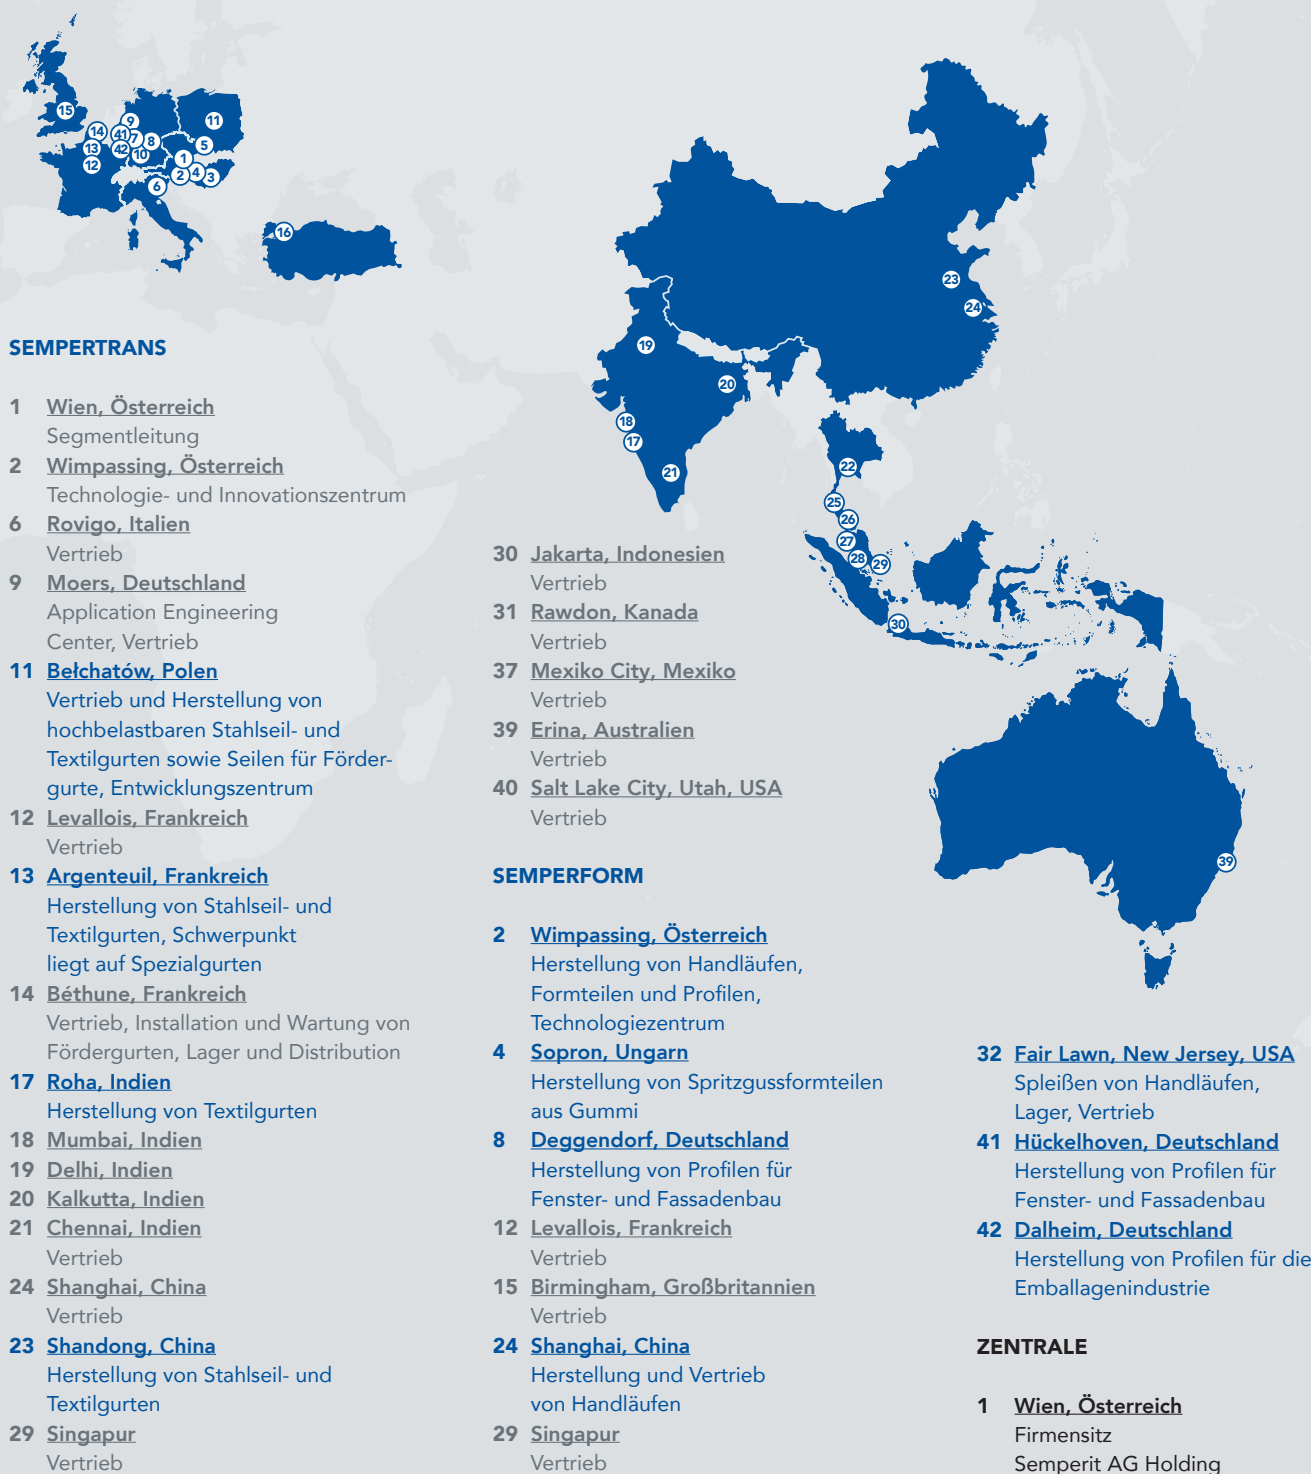 15
9
11
14
41
7
8
13
42
10
5
12
1
2
4
3
6
16
23
24
19
20
18
17
21
22
25
26
27
28
29
30
39
SEMPERTRANS
1 Wien, Österreich
Segmentleitung
2 Wimpassing, Österreich
Technologie- und Innovationszentrum
6 Rovigo, Italien
Vertrieb
9 Moers, Deutschland
Application Engineering
Center, Vertrieb
11 Bełchatów, Polen
Vertrieb und Herstellung von
hochbelastbaren Stahlseil- und
Textilgurten sowie Seilen für Förder-
gurte, Entwicklungszentrum
12 Levallois, Frankreich
Vertrieb
13 Argenteuil, Frankreich
Herstellung von Stahlseil- und
Textilgurten, Schwerpunkt
liegt auf Spezialgurten
14 Béthune, Frankreich
Vertrieb, Installation und Wartung von
Fördergurten, Lager und Distribution
17 Roha, Indien
Herstellung von Textilgurten
18 Mumbai, Indien
19 Delhi, Indien
20 Kalkutta, Indien
21 Chennai, Indien
Vertrieb
24 Shanghai, China
Vertrieb
23 Shandong, China
Herstellung von Stahlseil- und
Textilgurten
29 Singapur
Vertrieb
30 Jakarta, Indonesien
Vertrieb
31 Rawdon, Kanada
Vertrieb
37 Mexiko City, Mexiko
Vertrieb
39 Erina, Australien
Vertrieb
40 Salt Lake City, Utah, USA
Vertrieb
SEMPERFORM
2 Wimpassing, Österreich
Herstellung von Handläufen,
Formteilen und Profilen,
Technologiezentrum
4 Sopron, Ungarn
Herstellung von Spritzgussformteilen
aus Gummi
8 Deggendorf, Deutschland
Herstellung von Profilen für
Fenster- und Fassadenbau
12 Levallois, Frankreich
Vertrieb
15 Birmingham, Großbritannien
Vertrieb
24 Shanghai, China
Herstellung und Vertrieb
von Handläufen
29 Singapur
Vertrieb
32 Fair Lawn, New Jersey, USA
Spleißen von Handläufen,
Lager, Vertrieb
41 Hückelhoven, Deutschland
Herstellung von Profilen für
Fenster- und Fassadenbau
42 Dalheim, Deutschland
Herstellung von Profilen für die
Emballagenindustrie
ZENTRALE
1 Wien, Österreich
Firmensitz
Semperit AG Holding